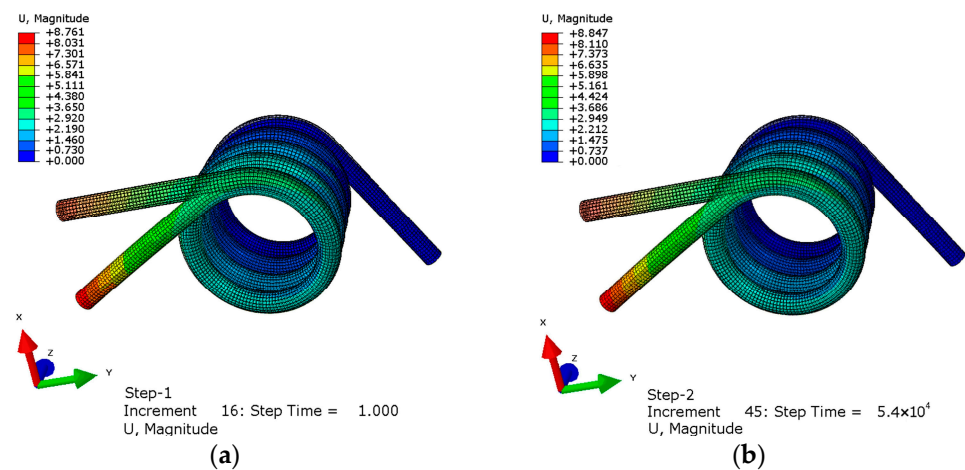 U, Magnitude
+8.761
+8.031
+7.301
+6.571
+5.841
+5.111
+4.380
+3.650
+2.920
+2.190
+1.460
+0.730
+0.000
X
Z
Y
Step-1
Increment 16: Step Time = 1.000
U, Magnitude
(a)
U, Magnitude
+8.847
+8.110
+7.373
+6.635
+5.898
+5.161
+4.424
+3.686
+2.949
+2.212
+1.475
+0.737
+0.000
X
Z
Y
Step-2
Increment 45: Step Time = 5.4×10⁴
U, Magnitude
(b)